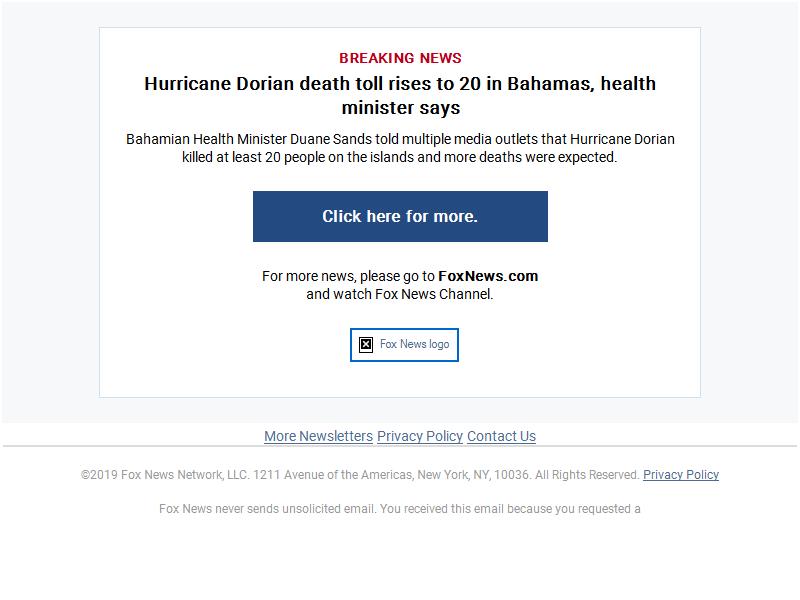 BREAKING NEWS
Hurricane Dorian death toll rises to 20 in Bahamas, health
minister says
Bahamian Health Minister Duane Sands told multiple media outlets that Hurricane Dorian
killed at least 20 people on the islands and more deaths were expected.
Click here for more.
For more news, please go to FoxNews.com
and watch Fox News Channel.
Fox News logo
More Newsletters Privacy Policy Contact Us
©2019 Fox News Network, LLC. 1211 Avenue of the Americas, New York, NY, 10036. All Rights Reserved. Privacy Policy
Fox News never sends unsolicited email. You received this email because you requested a